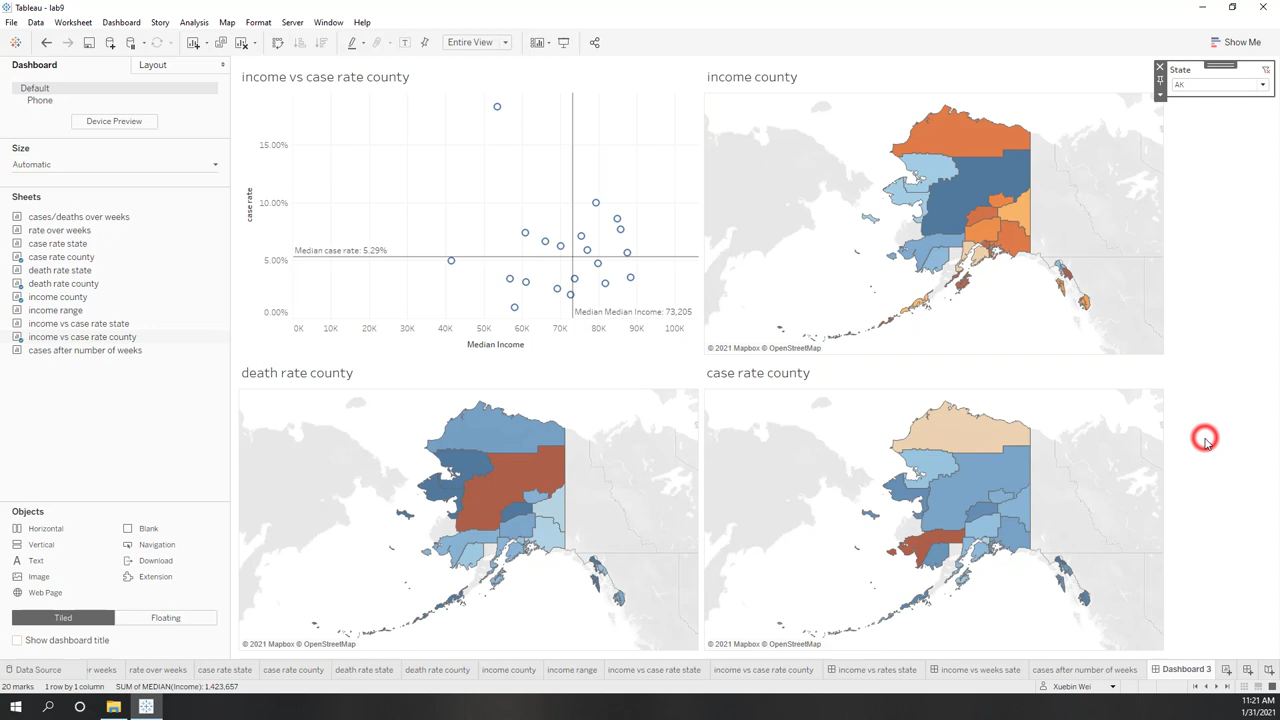 Tableau - lab9
File Data Worksheet Dashboard Story Analysis Map Format Server Window Help
Entire View
Show Me
Dashboard Layout
Default
Phone
Device Preview
Size
Automatic
Sheets
cases/deaths over weeks
rate over weeks
case rate state
case rate county
death rate state
death rate county
income county
income range
income vs case rate state
income vs case rate county
cases after number of weeks
Objects
Horizontal Blank
Vertical Navigation
Text Download
Image Extension
Web Page
Tiled Floating
Show dashboard title
income vs case rate county
15.00%
10.00%
5.00%
0.00%
case rate
Median case rate: 5.29%
Median Median Income: 73,205
0K 10K 20K 30K 40K 50K 60K 70K 80K 90K 100K
Median Income
income county
© 2021 Mapbox © OpenStreetMap
State
AK
death rate county
© 2021 Mapbox © OpenStreetMap
case rate county
© 2021 Mapbox © OpenStreetMap
Data Source er weeks rate over weeks case rate state case rate county death rate state death rate county income county income range income vs case rate state income vs case rate county income vs rates state income vs weeks sate cases after number of weeks Dashboard 3
20 marks 1 row by 1 column SUM of MEDIAN(Income): 1,423,657
Xuebin Wei
11:21 AM
1/31/2021